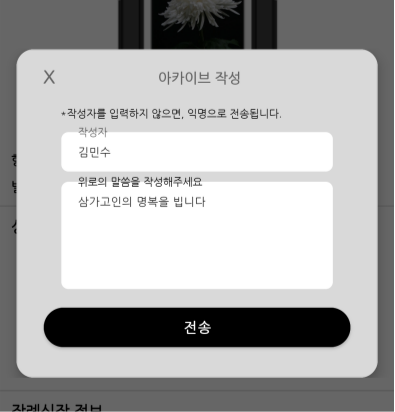 X
아카이브 작성
*작성자를 입력하지 않으면, 익명으로 전송됩니다.
작성자
김민수
위로의 말씀을 작성해주세요
삼가고인의 명복을 빕니다
전송
장례식장 정보